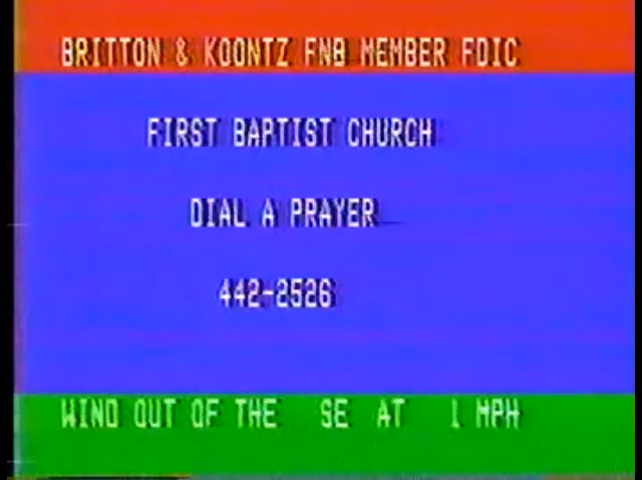 BRITTON & KOONTZ FNB MEMBER FDIC
FIRST BAPTIST CHURCH
DIAL A PRAYER
442-2526
WIND OUT OF THE SE AT 1 MPH